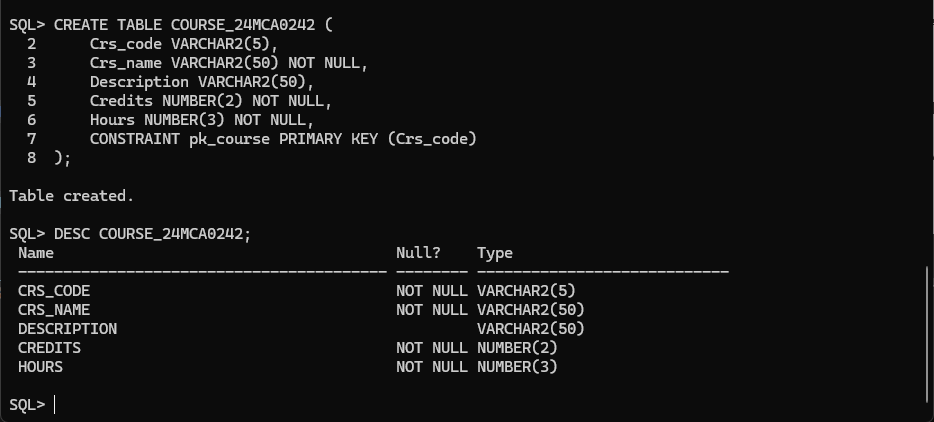 SQL> CREATE TABLE COURSE_24MCA0242 (
  2      Crs_code VARCHAR2(5),
  3      Crs_name VARCHAR2(50) NOT NULL,
  4      Description VARCHAR2(50),
  5      Credits NUMBER(2) NOT NULL,
  6      Hours NUMBER(3) NOT NULL,
  7      CONSTRAINT pk_course PRIMARY KEY (Crs_code)
  8  );
Table created.
SQL> DESC COURSE_24MCA0242;
 Name                                      Null?    Type
 ----------------------------------------- -------- ----------------------------
 CRS_CODE                                  NOT NULL VARCHAR2(5)
 CRS_NAME                                  NOT NULL VARCHAR2(50)
 DESCRIPTION                                        VARCHAR2(50)
 CREDITS                                   NOT NULL NUMBER(2)
 HOURS                                     NOT NULL NUMBER(3)
SQL>